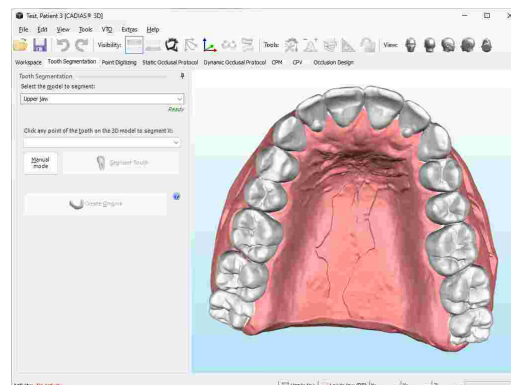 Test, Patient 3 [CADIAS® 3D]
File Edit View Tools VTO Extras Help
Visibility: Tools: View:
Workspace Tooth Segmentation Point Digitizing Static Occlusal Protocol Dynamic Occlusal Protocol CPM CPV Occlusion Design
Tooth Segmentation
Select the model to segment:
Upper Jaw
Ready
Click any point of the tooth on the 3D model to segment it:
Manual mode
Segment Tooth
Create Gingiva